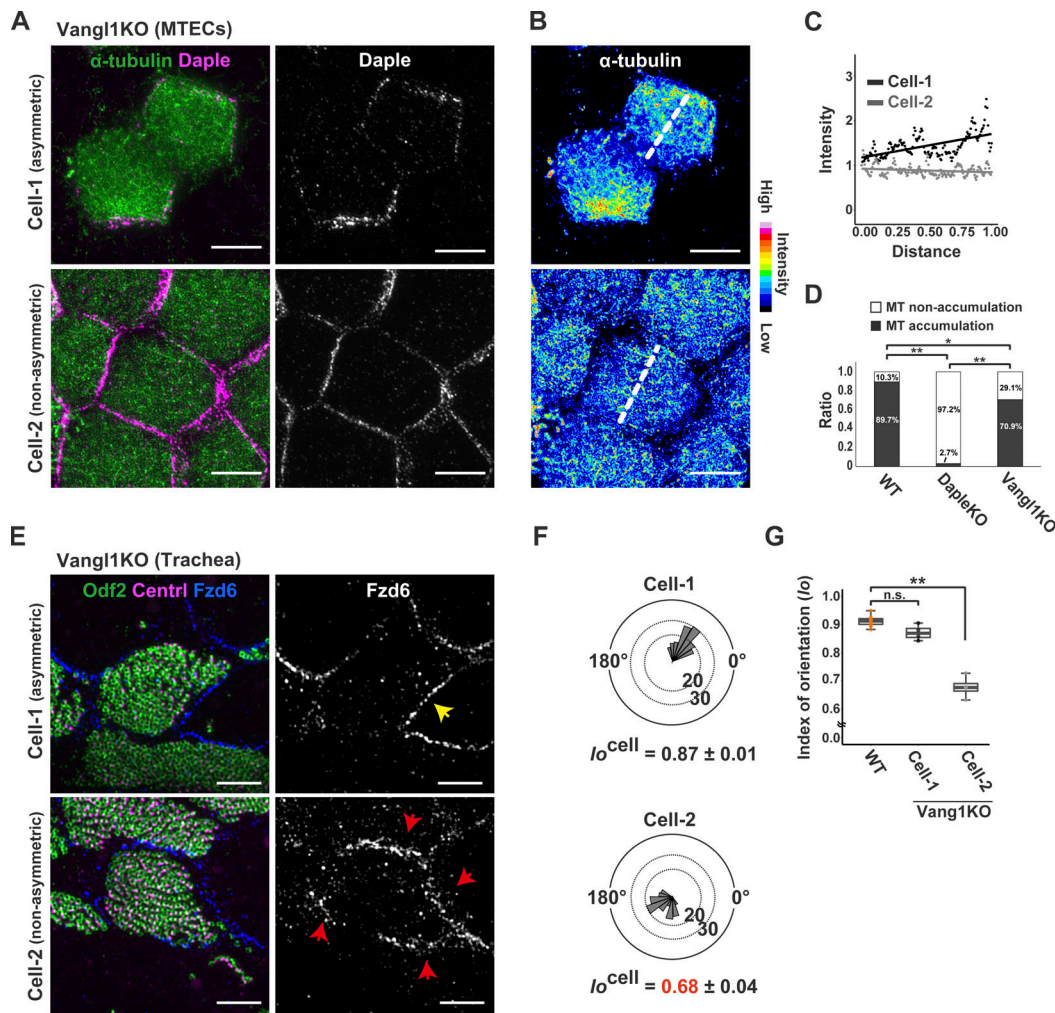 A
Vangl1KO (MTECs)
α-tubulin Daple
Daple
Cell-1 (asymmetric)
Cell-2 (non-asymmetric)
B
α-tubulin
High
Intensity
Low
C
Cell-1
Cell-2
Intensity
3
2
1
0
0.00 0.25 0.50 0.75 1.00
Distance
D
MT non-accumulation
MT accumulation
*
** **
Ratio
1.0
0.8
0.6
0.4
0.2
0
10.3%
89.7%
97.2%
2.7%
29.1%
70.9%
WT
DapleKO
Vangl1KO
E
Vangl1KO (Trachea)
Odf2 Centrl Fzd6
Fzd6
Cell-1 (asymmetric)
Cell-2 (non-asymmetric)
F
Cell-1
180° 0°
20
30
Io cell = 0.87 ± 0.01
Cell-2
180° 0°
20
30
Io cell = 0.68 ± 0.04
G
Index of orientation (Io)
1.0
0.9
0.8
0.7
0.6
0.0
**
n.s.
WT
Cell-1
Cell-2
Vang1KO